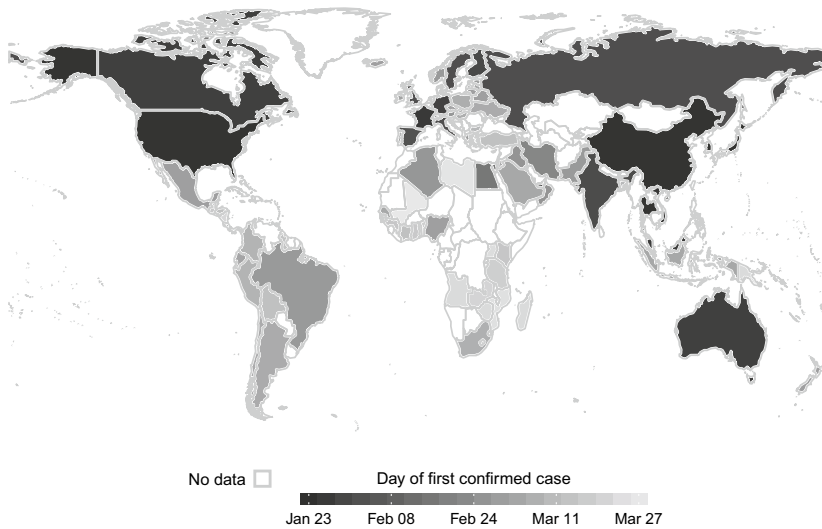 No data
Day of first confirmed case
Jan 23 Feb 08 Feb 24 Mar 11 Mar 27